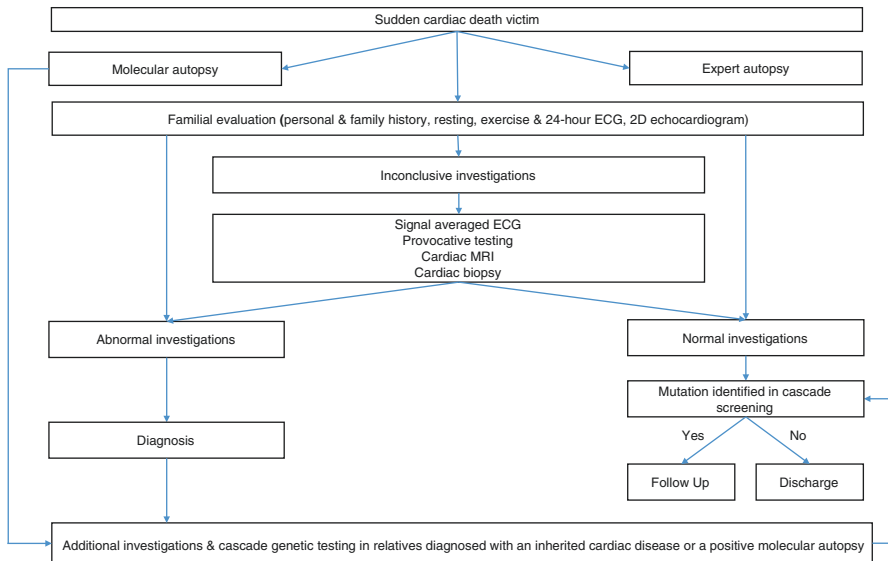 Sudden cardiac death victim
Molecular autopsy
Expert autopsy
Familial evaluation (personal & family history, resting, exercise & 24-hour ECG, 2D echocardiogram)
Inconclusive investigations
Signal averaged ECG
Provocative testing
Cardiac MRI
Cardiac biopsy
Abnormal investigations
Normal investigations
Mutation identified in cascade
screening
Diagnosis
Yes
No
Follow Up
Discharge
Additional investigations & cascade genetic testing in relatives diagnosed with an inherited cardiac disease or a positive molecular autopsy